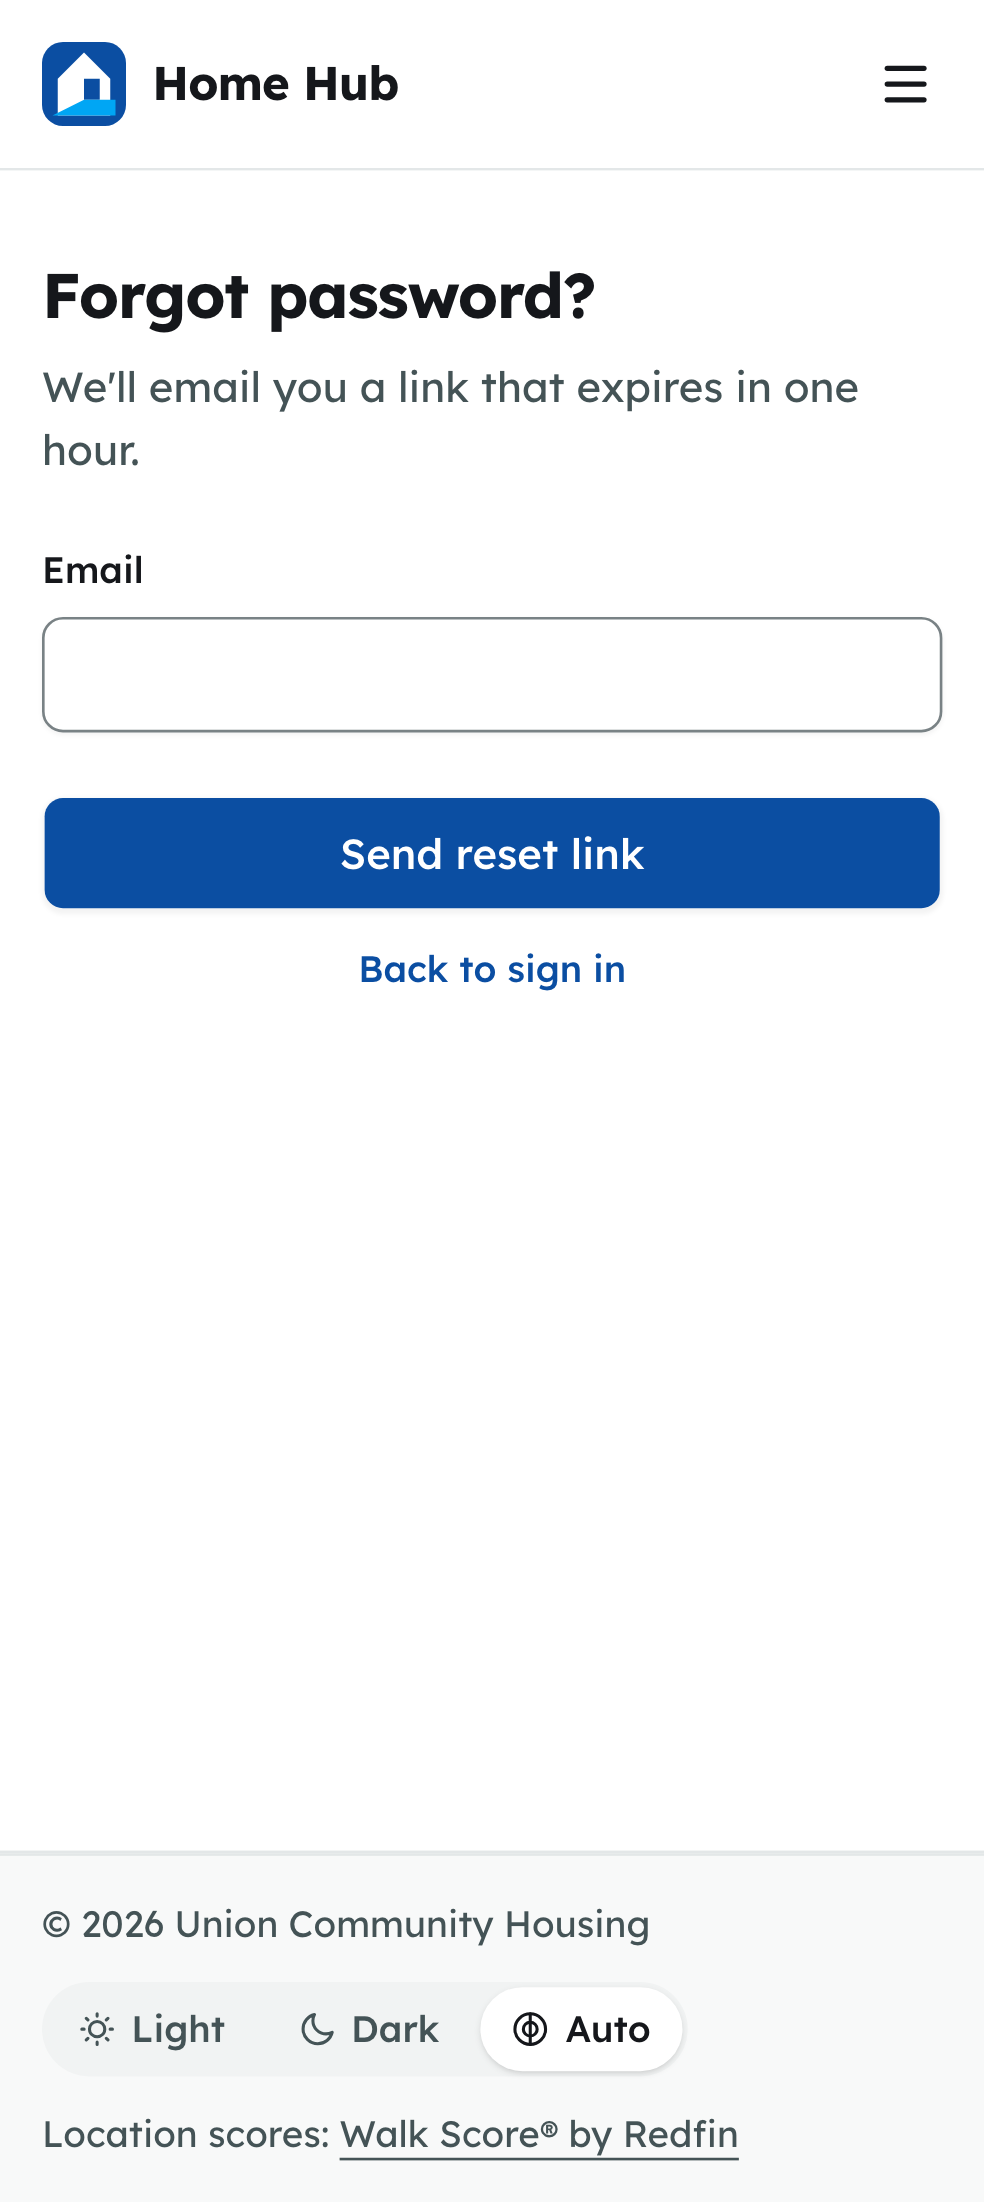 Home Hub
Forgot password?
We'll email you a link that expires in one
hour.
Email
Send reset link
Back to sign in
© 2026 Union Community Housing
Light Dark Auto
Location scores: Walk Score® by Redfin